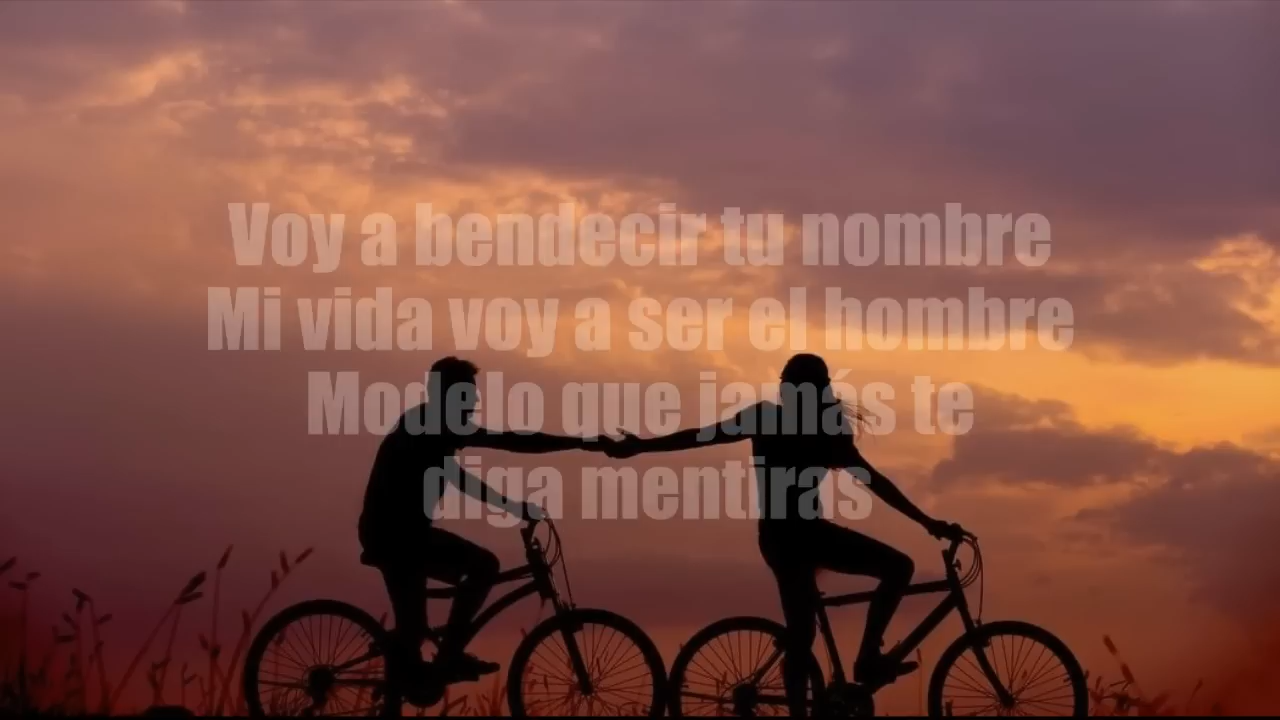 Voy a bendecir tu nombre
Mi vida voy a ser el hombre
Modelo que jamás te
diga mentiras